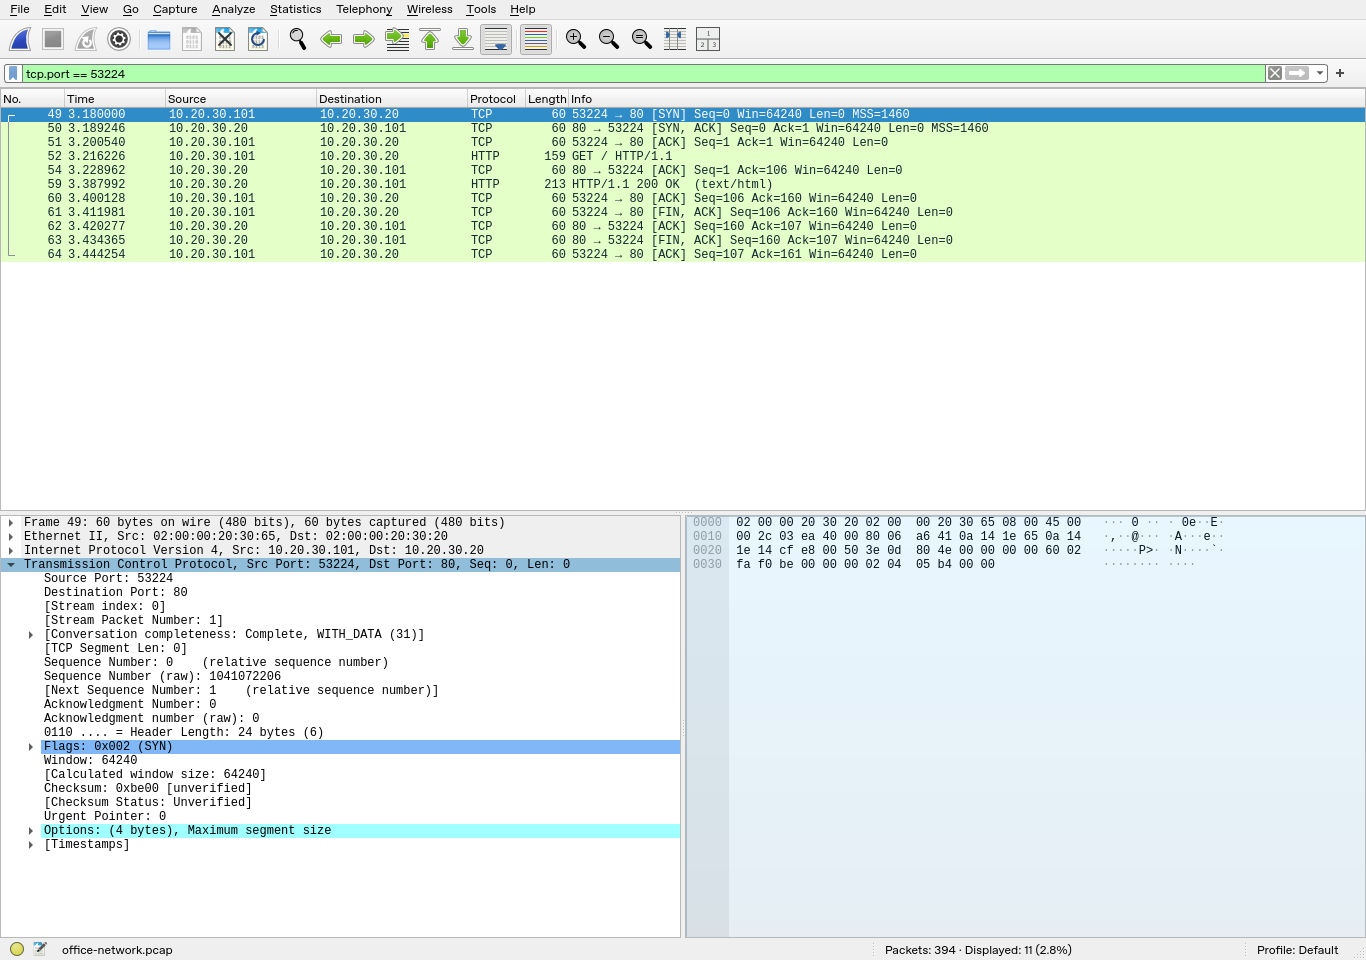 File Edit View Go Capture Analyze Statistics Telephony Wireless Tools Help
tcp.port == 53224
No. Time Source Destination Protocol Length Info
49 3.180000 10.20.30.101 10.20.30.20 TCP 60 53224 → 80 [SYN] Seq=0 Win=64240 Len=0 MSS=1460
50 3.189246 10.20.30.20 10.20.30.101 TCP 60 80 → 53224 [SYN, ACK] Seq=0 Ack=1 Win=64240 Len=0 MSS=1460
51 3.200540 10.20.30.101 10.20.30.20 TCP 60 53224 → 80 [ACK] Seq=1 Ack=1 Win=64240 Len=0
52 3.216226 10.20.30.101 10.20.30.20 HTTP 159 GET / HTTP/1.1
54 3.228962 10.20.30.20 10.20.30.101 TCP 60 80 → 53224 [ACK] Seq=1 Ack=106 Win=64240 Len=0
59 3.387992 10.20.30.20 10.20.30.101 HTTP 213 HTTP/1.1 200 OK (text/html)
60 3.400128 10.20.30.101 10.20.30.20 TCP 60 53224 → 80 [ACK] Seq=106 Ack=160 Win=64240 Len=0
61 3.411981 10.20.30.101 10.20.30.20 TCP 60 53224 → 80 [FIN, ACK] Seq=106 Ack=160 Win=64240 Len=0
62 3.420277 10.20.30.20 10.20.30.101 TCP 60 80 → 53224 [ACK] Seq=160 Ack=107 Win=64240 Len=0
63 3.434365 10.20.30.20 10.20.30.101 TCP 60 80 → 53224 [FIN, ACK] Seq=160 Ack=107 Win=64240 Len=0
64 3.444254 10.20.30.101 10.20.30.20 TCP 60 53224 → 80 [ACK] Seq=107 Ack=161 Win=64240 Len=0
Frame 49: 60 bytes on wire (480 bits), 60 bytes captured (480 bits)
Ethernet II, Src: 02:00:00:20:30:65, Dst: 02:00:00:20:30:20
Internet Protocol Version 4, Src: 10.20.30.101, Dst: 10.20.30.20
Transmission Control Protocol, Src Port: 53224, Dst Port: 80, Seq: 0, Len: 0
Source Port: 53224
Destination Port: 80
[Stream index: 0]
[Stream Packet Number: 1]
[Conversation completeness: Complete, WITH_DATA (31)]
[TCP Segment Len: 0]
Sequence Number: 0 (relative sequence number)
Sequence Number (raw): 1041072206
[Next Sequence Number: 1 (relative sequence number)]
Acknowledgment Number: 0
Acknowledgment number (raw): 0
0110 .... = Header Length: 24 bytes (6)
Flags: 0x002 (SYN)
Window: 64240
[Calculated window size: 64240]
Checksum: 0xbe00 [unverified]
[Checksum Status: Unverified]
Urgent Pointer: 0
Options: (4 bytes), Maximum segment size
[Timestamps]
0000 02 00 00 20 30 20 02 00 00 20 30 65 08 00 45 00 ··· 0 ·· · 0e··E·
0010 00 2c 03 ea 40 00 80 06 a6 41 0a 14 1e 65 0a 14 ·,··@··· ·A···e··
0020 1e 14 cf e8 00 50 3e 0d 80 4e 00 00 00 00 60 02 ·····P>· ·N····`·
0030 fa f0 be 00 00 00 02 04 05 b4 00 00 ········ ····
office-network.pcap
Packets: 394 · Displayed: 11 (2.8%)
Profile: Default